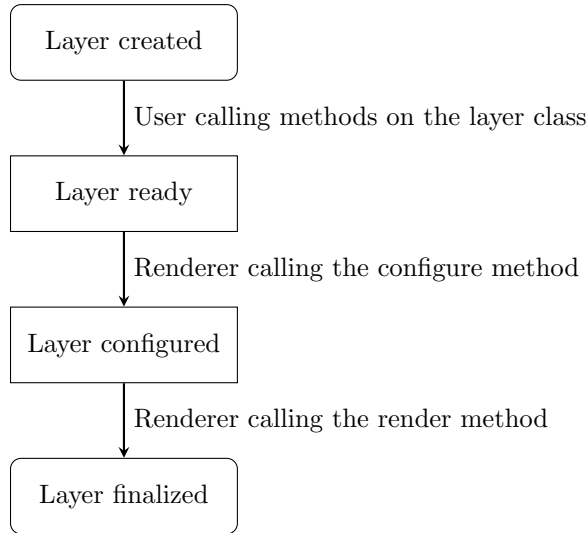 Layer created
User calling methods on the layer class
Layer ready
Renderer calling the configure method
Layer configured
Renderer calling the render method
Layer finalized